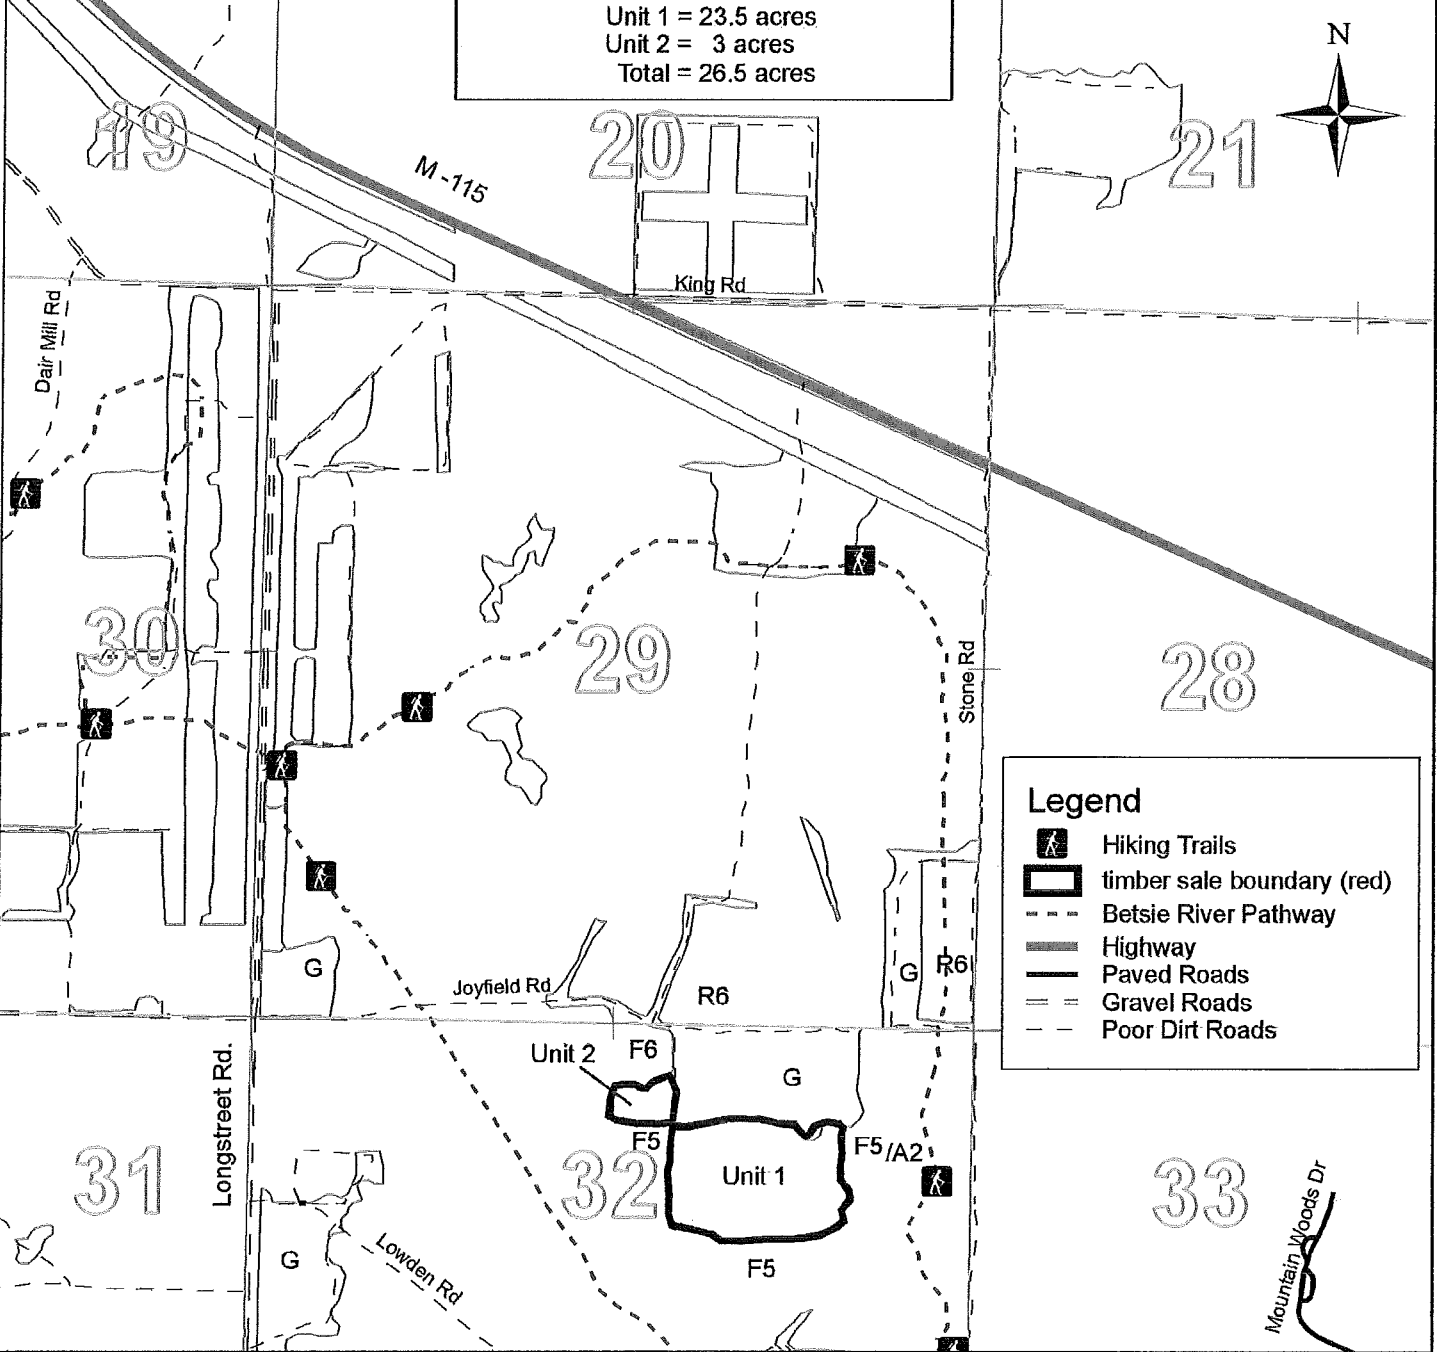 Unit 1 = 23.5 acres
Unit 2 = 3 acres
Total = 26.5 acres
N
19
20
21
M -115
King Rd
Dair Mill Rd
30
29
28
Stone Rd
Legend
Hiking Trails
timber sale boundary (red)
Betsie River Pathway
Highway
Paved Roads
Gravel Roads
Poor Dirt Roads
G
G
R6
Joyfield Rd
R6
Unit 2
F6
G
Longstreet Rd.
F5
F5/A2
31
32
Unit 1
33
Mountain Woods Dr
G
Lowden Rd
F5